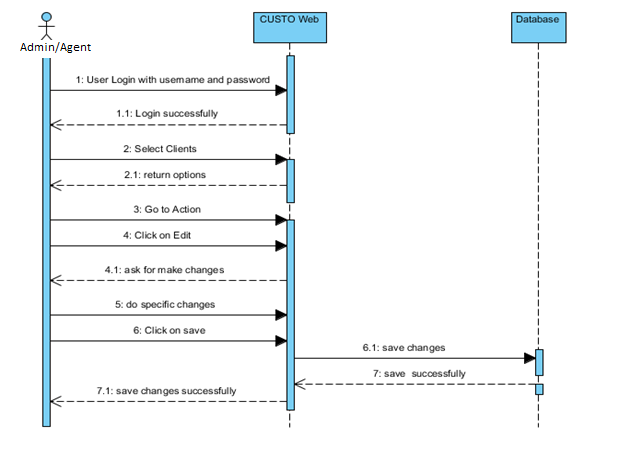 CUSTO Web
Database
Admin/Agent
1: User Login with username and password
1.1: Login successfully
2: Select Clients
2.1: return options
3: Go to Action
4: Click on Edit
4.1: ask for make changes
5: do specific changes
6: Click on save
6.1: save changes
7: save successfully
7.1: save changes successfully